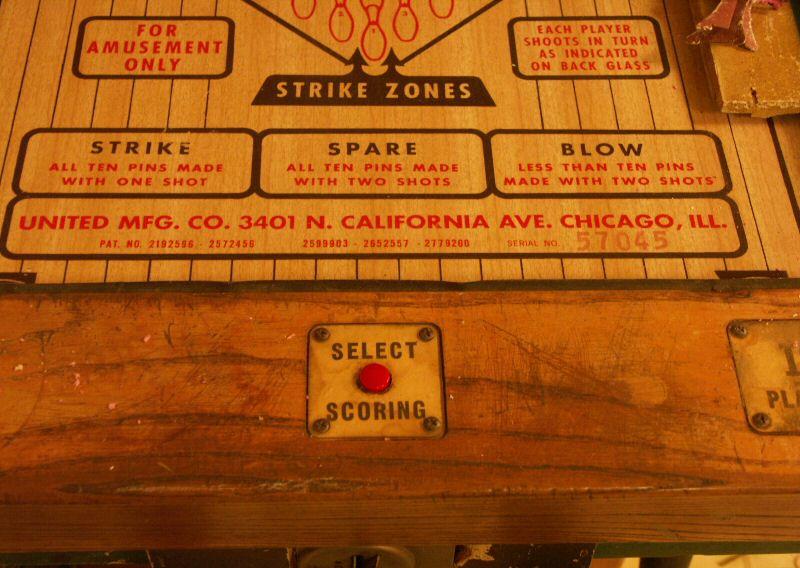 FOR
AMUSEMENT
ONLY
EACH PLAYER
SHOOTS IN TURN
AS INDICATED
ON BACK GLASS
STRIKE ZONES
STRIKE
ALL TEN PINS MADE
WITH ONE SHOT
SPARE
ALL TEN PINS MADE
WITH TWO SHOTS
BLOW
LESS THAN TEN PINS
MADE WITH TWO SHOTS
UNITED MFG. CO. 3401 N. CALIFORNIA AVE. CHICAGO, ILL.
PAT. NO. 2192596 - 2572456 2599903 - 2652557 - 2779200 SERIAL NO. 57045
SELECT
SCORING